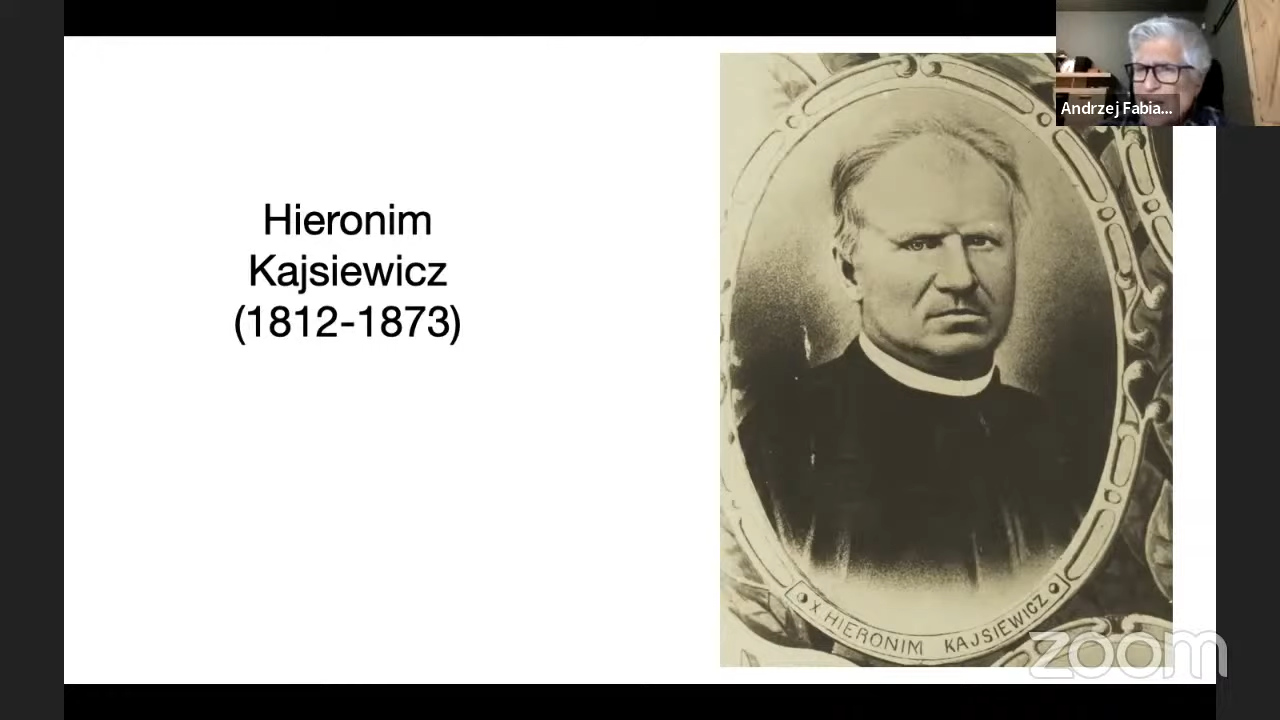 Hieronim
Kajsiewicz
(1812-1873)
Andrzej Fabia...
X HIERONIM KAJSIEWICZ
zoom